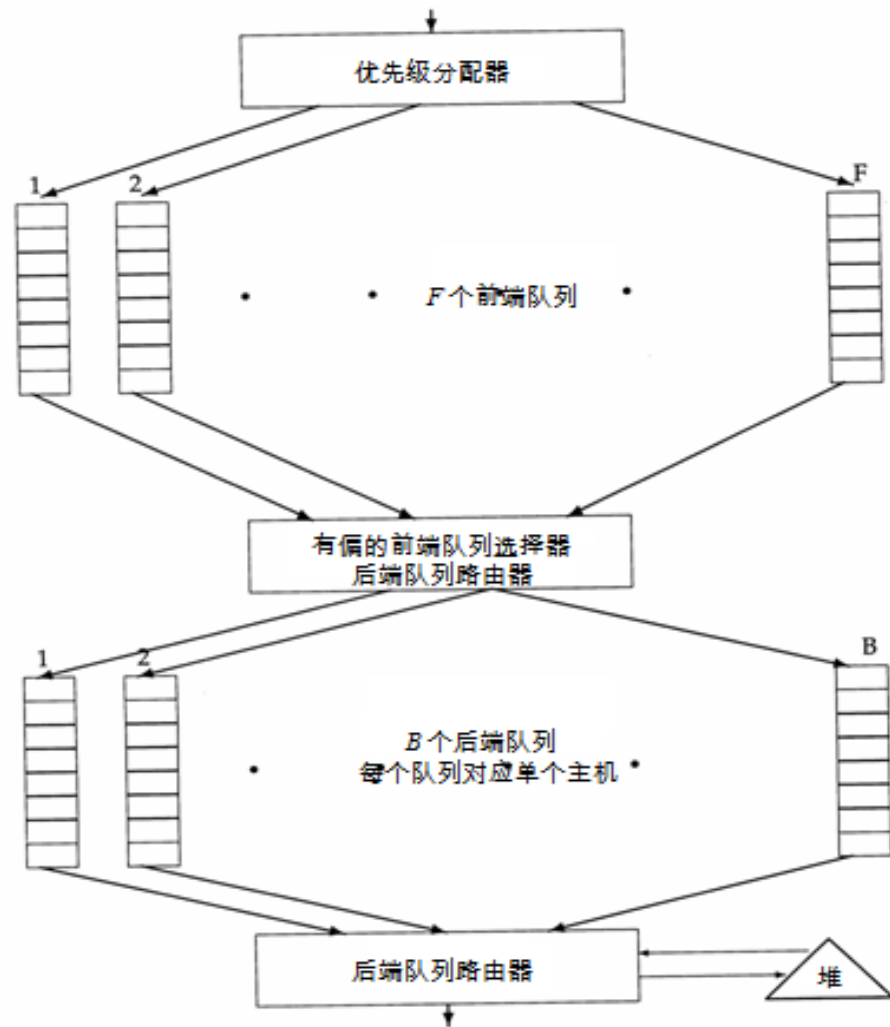 优先级分配器
1
2
F
F 个前端队列
有偏的前端队列选择器
后端队列路由器
1
2
B
B 个后端队列
每个队列对应单个主机
后端队列路由器
堆